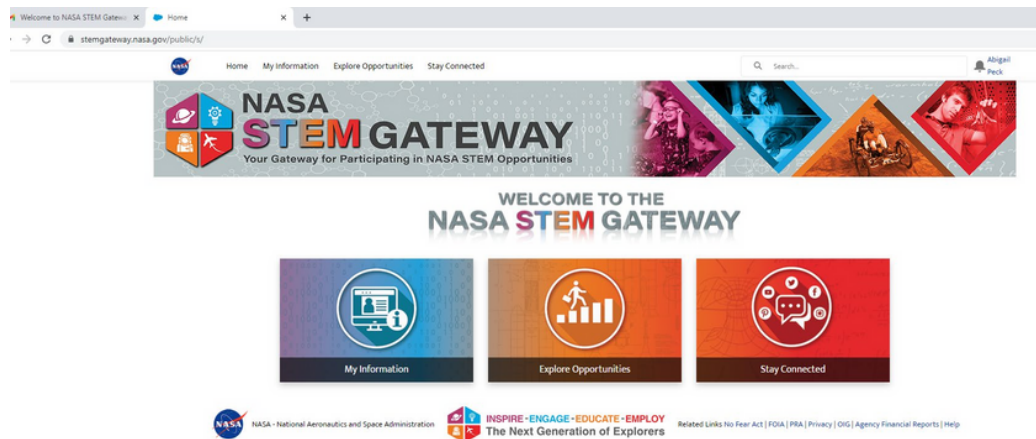 Welcome to NASA STEM Gatew
Home
stemgateway.nasa.gov/public/s/
NASA
Home My Information Explore Opportunities Stay Connected
Search...
Abigail
Peck
NASA
STEM GATEWAY
Your Gateway for Participating in NASA STEM Opportunities
WELCOME TO THE
NASA STEM GATEWAY
My Information
Explore Opportunities
Stay Connected
NASA
NASA - National Aeronautics and Space Administration
INSPIRE - ENGAGE - EDUCATE - EMPLOY
The Next Generation of Explorers
Related Links No Fear Act | FOIA | PRA | Privacy | OIG | Agency Financial Reports | Help